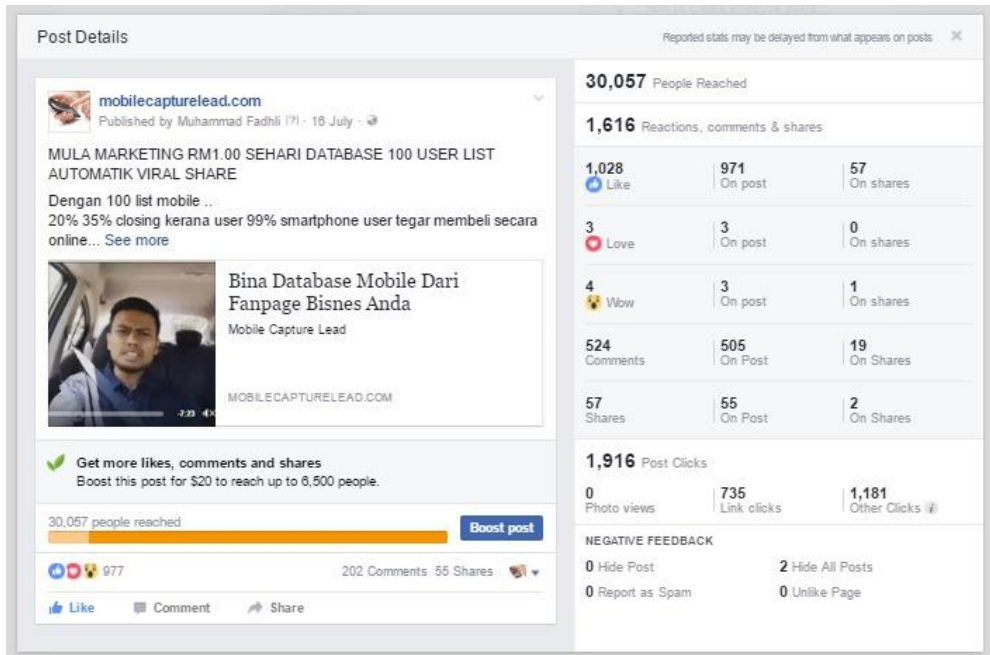 Post Details
Reported stats may be delayed from what appears on posts
mobilecapturelead.com
Published by Muhammad Fadhli [?] · 16 July ·
MULA MARKETING RM1.00 SEHARI DATABASE 100 USER LIST
AUTOMATIK VIRAL SHARE
Dengan 100 list mobile ..
20% 35% closing kerana user 99% smartphone user tegar membeli secara
online... See more
-7:23
Bina Database Mobile Dari
Fanpage Bisnes Anda
Mobile Capture Lead
MOBILECAPTURELEAD.COM
Get more likes, comments and shares
Boost this post for $20 to reach up to 6,500 people.
30,057 people reached
Boost post
977
202 Comments 55 Shares
Like Comment Share
30,057 People Reached
1,616 Reactions, comments & shares
1,028 971 57
Like On post On shares
3 3 0
Love On post On shares
4 3 1
Wow On post On shares
524 505 19
Comments On Post On Shares
57 55 2
Shares On Post On Shares
1,916 Post Clicks
0 735 1,181
Photo views Link clicks Other Clicks i
NEGATIVE FEEDBACK
0 Hide Post 2 Hide All Posts
0 Report as Spam 0 Unlike Page